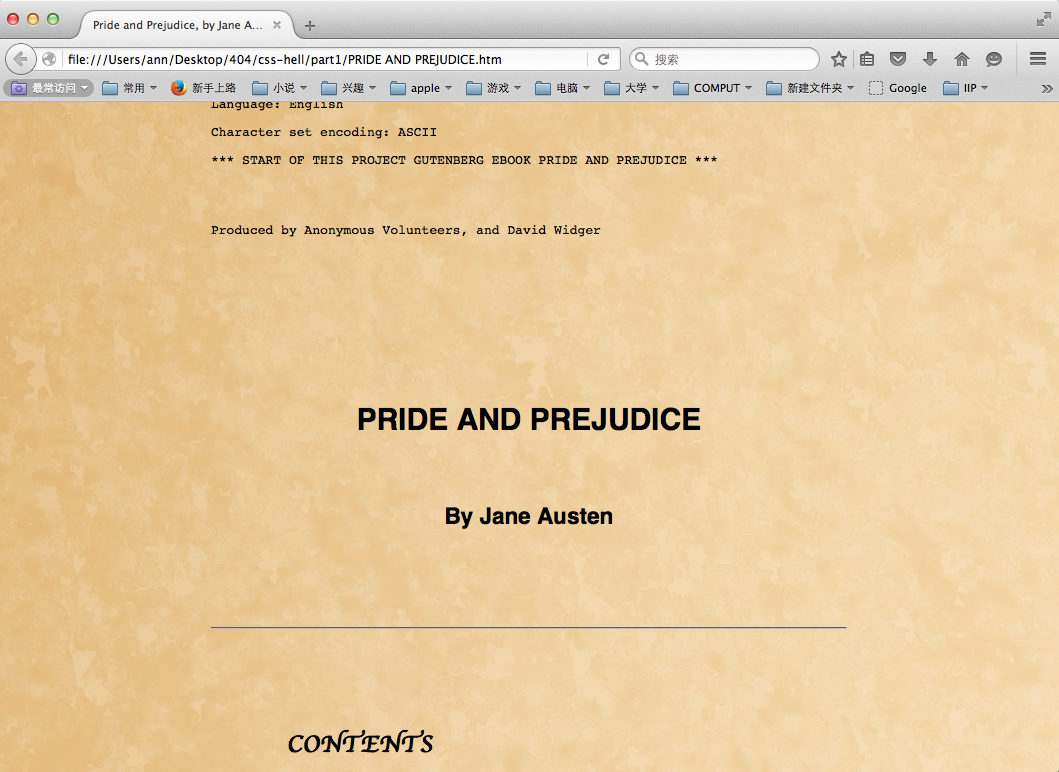 Pride and Prejudice, by Jane A...
file:///Users/ann/Desktop/404/css-hell/part1/PRIDE AND PREJUDICE.htm
搜索
最常访问 常用 新手上路 小说 兴趣 apple 游戏 电脑 大学 COMPUT 新建文件夹 Google IIP
Language: English
Character set encoding: ASCII
*** START OF THIS PROJECT GUTENBERG EBOOK PRIDE AND PREJUDICE ***
Produced by Anonymous Volunteers, and David Widger
PRIDE AND PREJUDICE
By Jane Austen
CONTENTS